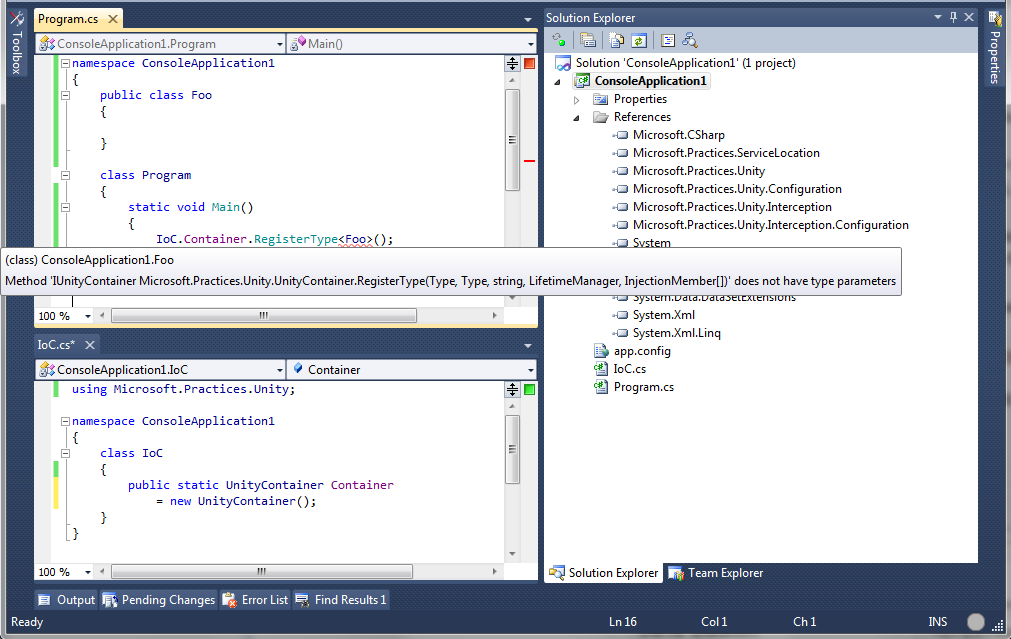 Toolbox
Program.cs
ConsoleApplication1.Program
Main()
namespace ConsoleApplication1
{
public class Foo
{
}
class Program
{
static void Main()
{
IoC.Container.RegisterType<Foo>();
(class) ConsoleApplication1.Foo
Method 'IUnityContainer Microsoft.Practices.Unity.UnityContainer.RegisterType(Type, Type, string, LifetimeManager, InjectionMember[])' does not have type parameters
100 %
IoC.cs*
ConsoleApplication1.IoC
Container
using Microsoft.Practices.Unity;
namespace ConsoleApplication1
{
class IoC
{
public static UnityContainer Container
= new UnityContainer();
}
}
100 %
Solution Explorer
Solution 'ConsoleApplication1' (1 project)
ConsoleApplication1
Properties
References
Microsoft.CSharp
Microsoft.Practices.ServiceLocation
Microsoft.Practices.Unity
Microsoft.Practices.Unity.Configuration
Microsoft.Practices.Unity.Interception
Microsoft.Practices.Unity.Interception.Configuration
System
System.Data.DataSetExtensions
System.Xml
System.Xml.Linq
app.config
IoC.cs
Program.cs
Solution Explorer
Team Explorer
Properties
Output
Pending Changes
Error List
Find Results 1
Ready
Ln 16
Col 1
Ch 1
INS